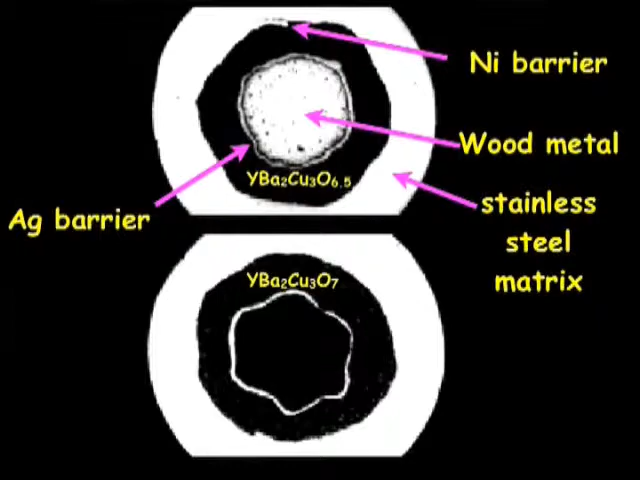 Ni barrier
Wood metal
YBa₂Cu₃O₆.₅
stainless
steel
matrix
Ag barrier
YBa₂Cu₃O₇